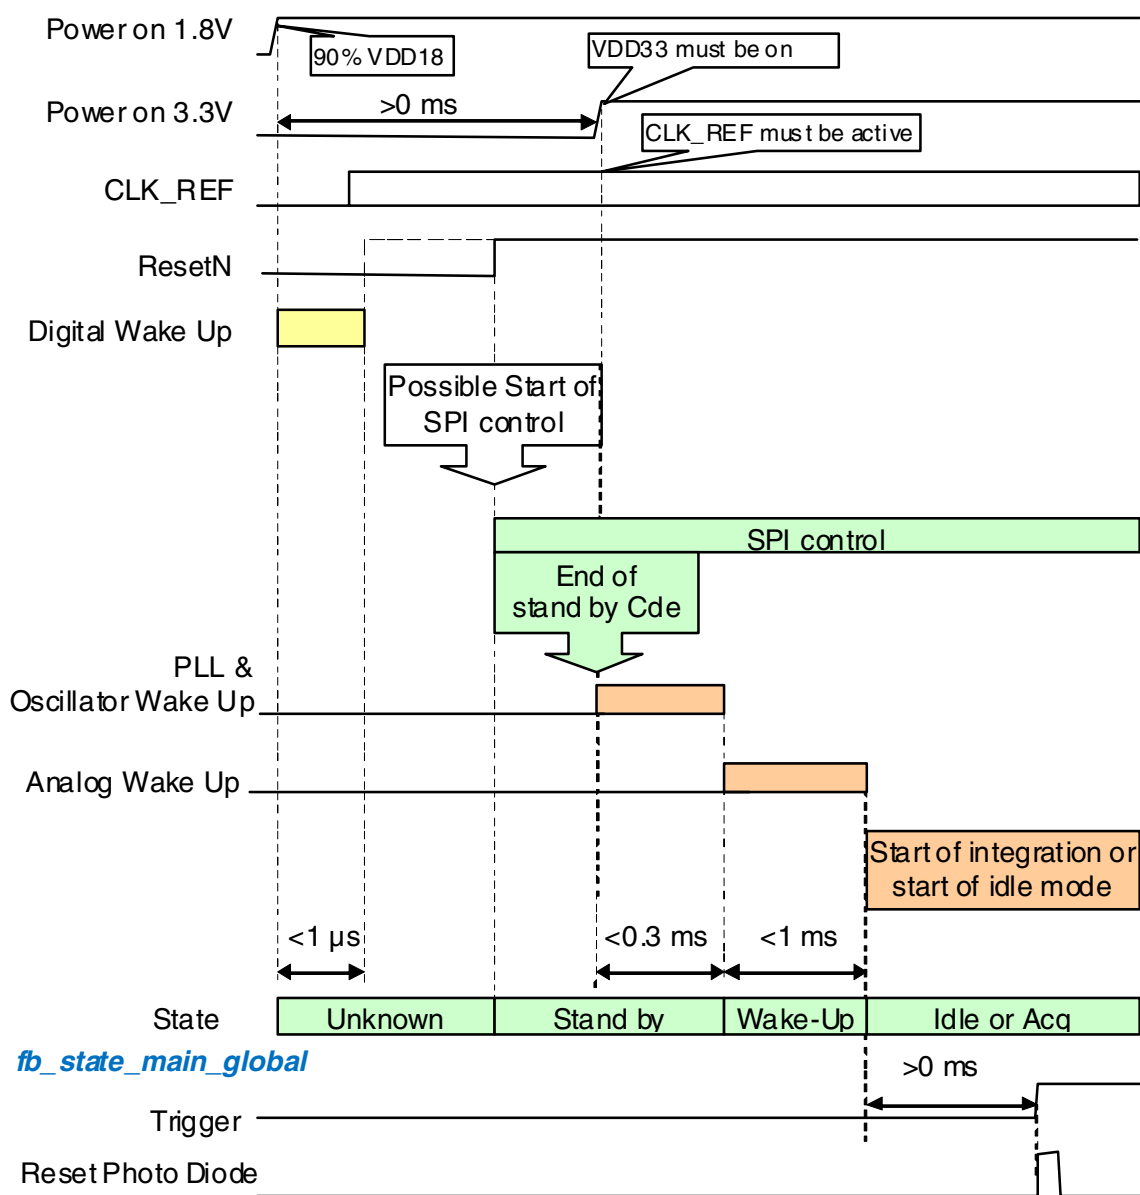 Power on 1.8V
90% VDD18
VDD33 must be on
Power on 3.3V
>0 ms
CLK_REF must be active
CLK_REF
ResetN
Digital Wake Up
Possible Start of
SPI control
SPI control
End of
stand by Cde
PLL &
Oscillator Wake Up
Analog Wake Up
Start of integration or
start of idle mode
<1 µs
<0.3 ms
<1 ms
State
Unknown
Stand by
Wake-Up
Idle or Acq
fb_state_main_global
>0 ms
Trigger
Reset Photo Diode